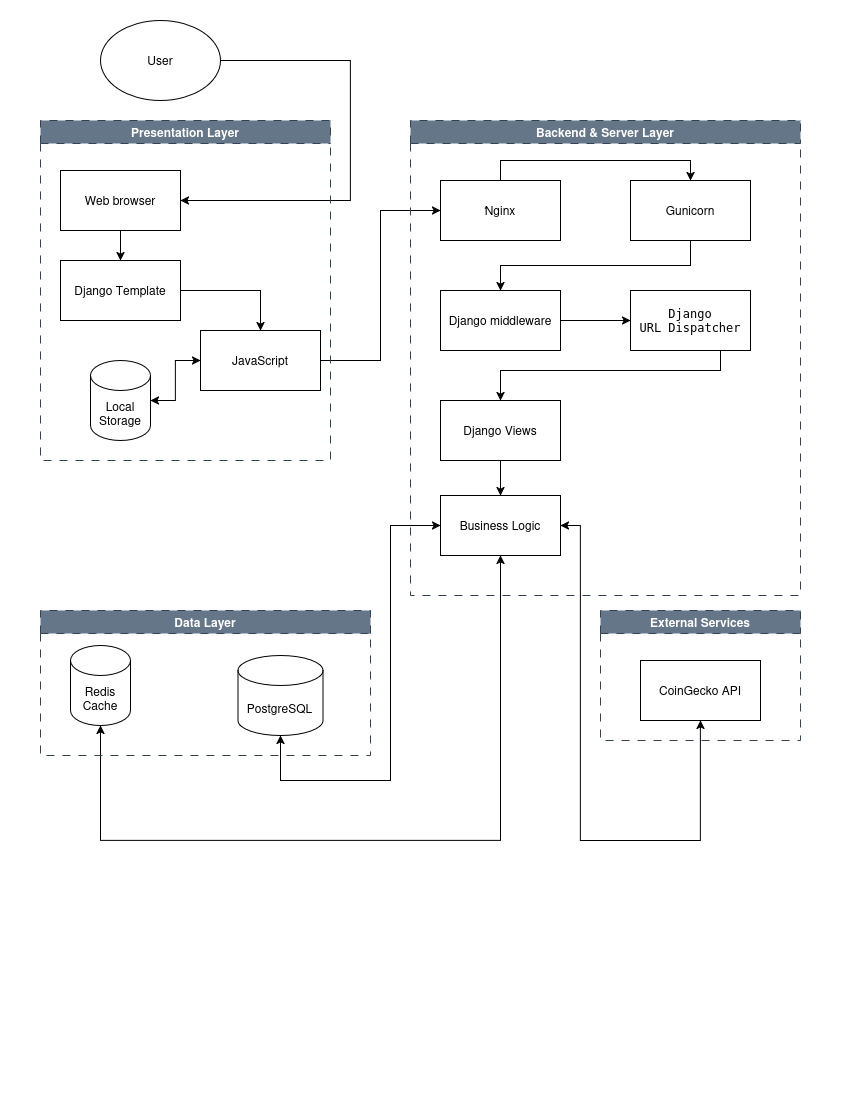 User
Presentation Layer
Backend & Server Layer
Web browser
Nginx
Gunicorn
Django Template
Django middleware
Django
URL Dispatcher
JavaScript
Local
Storage
Django Views
Business Logic
Data Layer
External Services
Redis
Cache
PostgreSQL
CoinGecko API